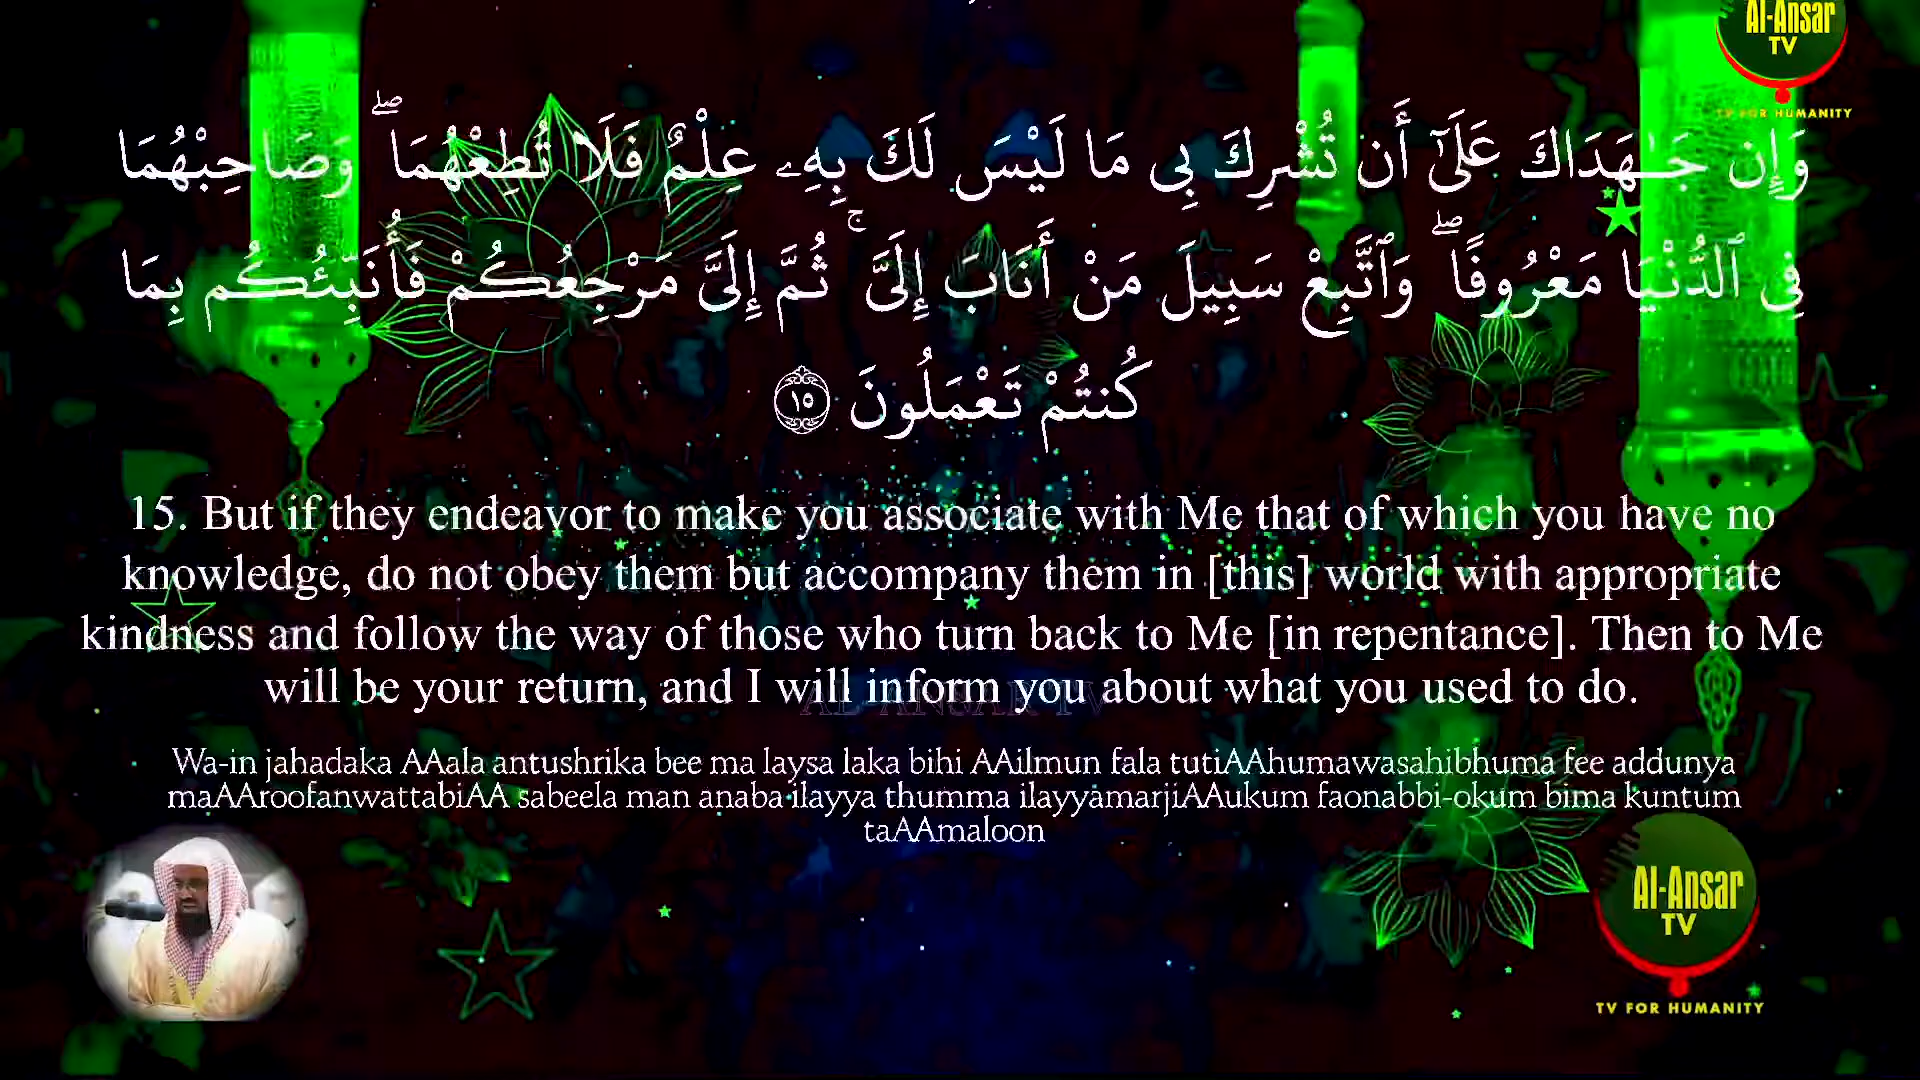 Al-Ansar
TV
TV FOR HUMANITY
وَإِن جَـٰهَدَاكَ عَلَىٰٓ أَن تُشْرِكَ بِى مَا لَيْسَ لَكَ بِهِۦ عِلْمٌ فَلَا تُطِعْهُمَا ۖ وَصَاحِبْهُمَا
فِى ٱلدُّنْيَا مَعْرُوفًا ۖ وَٱتَّبِعْ سَبِيلَ مَنْ أَنَابَ إِلَىَّ ۚ ثُمَّ إِلَىَّ مَرْجِعُكُمْ فَأُنَبِّئُكُم بِمَا
كُنتُمْ تَعْمَلُونَ ١٥
15. But if they endeavor to make you associate with Me that of which you have no
knowledge, do not obey them but accompany them in [this] world with appropriate
kindness and follow the way of those who turn back to Me [in repentance]. Then to Me
will be your return, and I will inform you about what you used to do.
AL-ANSAR TV
Wa-in jahadaka AAala antushrika bee ma laysa laka bihi AAilmun fala tutiAAhumawasahibhuma fee addunya
maAAroofanwattabiAA sabeela man anaba ilayya thumma ilayyamarjiAAukum faonabbi-okum bima kuntum
taAAmaloon
Al-Ansar
TV
TV FOR HUMANITY